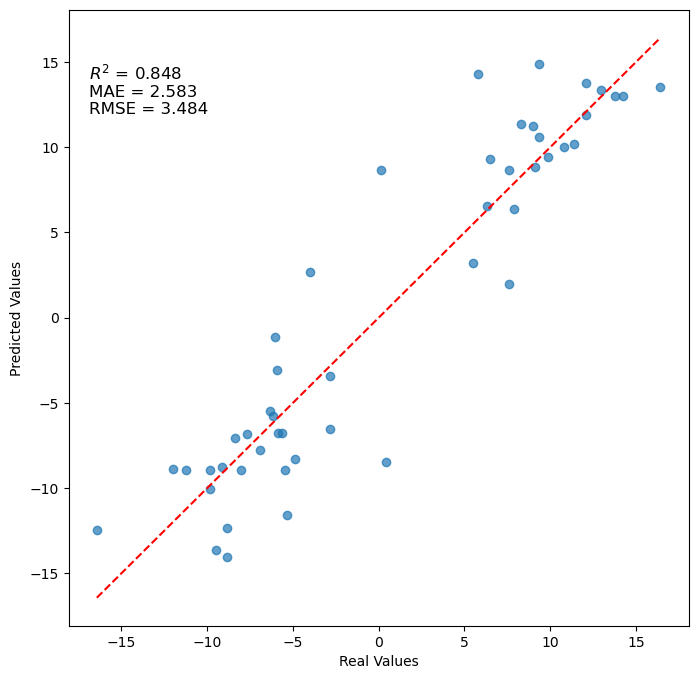 R² = 0.848
MAE = 2.583
RMSE = 3.484
15
10
5
0
−5
−10
−15
Predicted Values
−15 −10 −5 0 5 10 15
Real Values